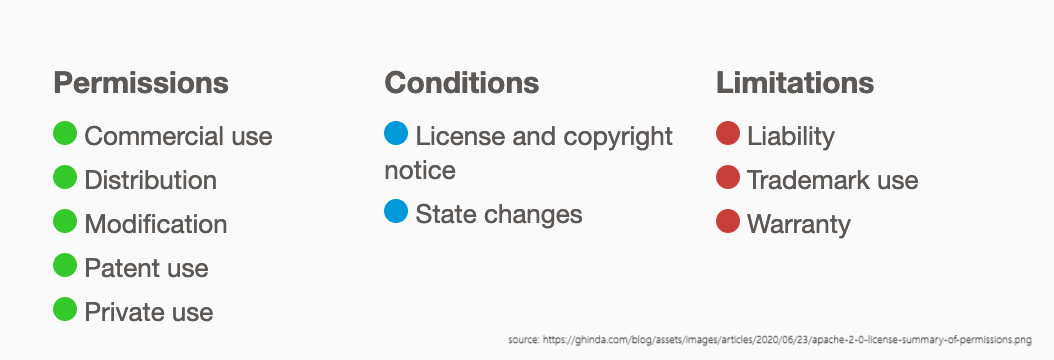 Permissions
Commercial use
Distribution
Modification
Patent use
Private use
Conditions
License and copyright
notice
State changes
Limitations
Liability
Trademark use
Warranty
source: https://ghinda.com/blog/assets/images/articles/2020/06/23/apache-2-0-license-summary-of-permissions.png